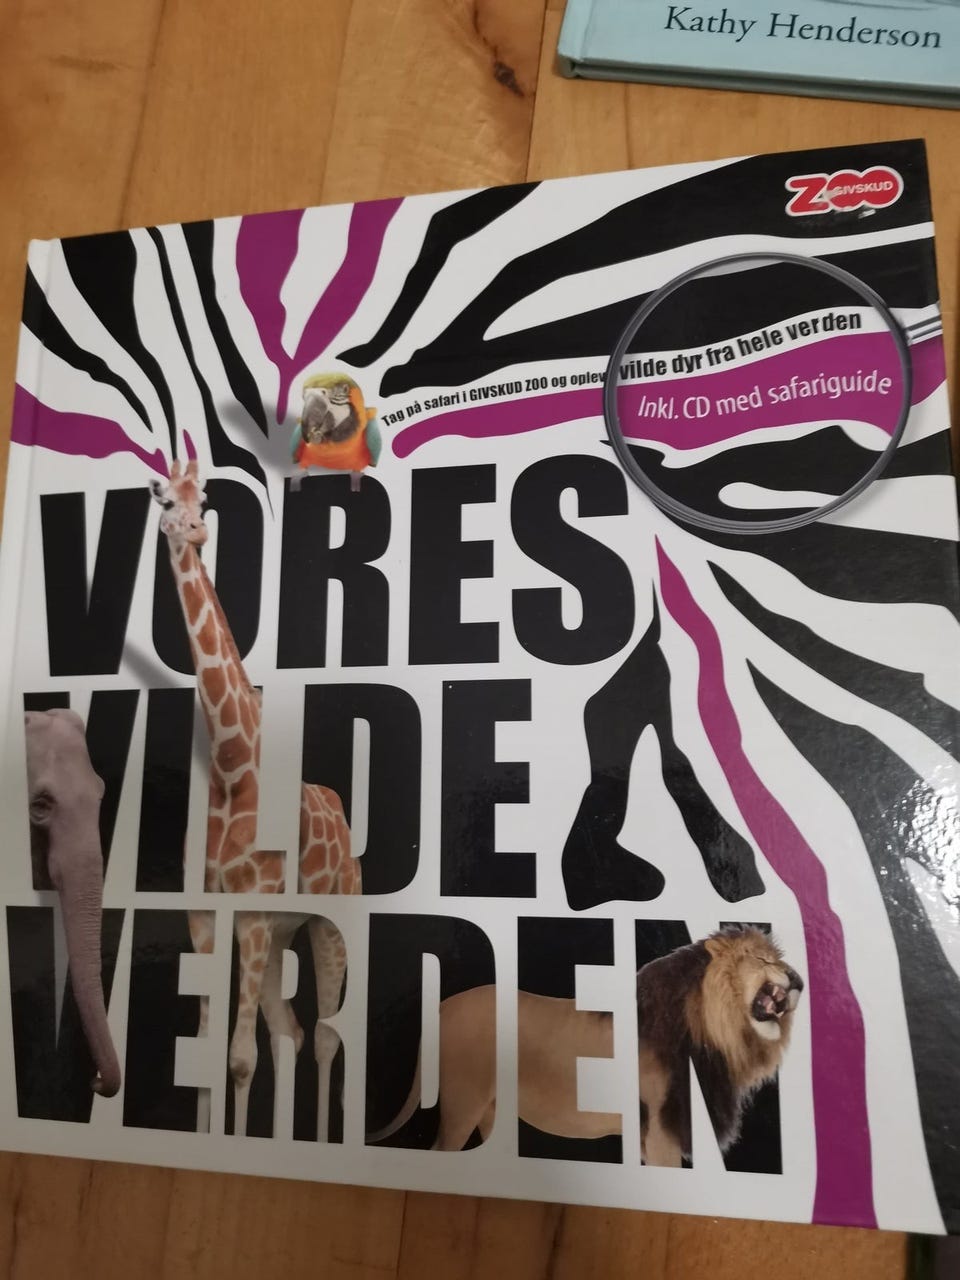 Kathy Henderson
ZOO
GIVSKUD
Tag på safari i GIVSKUD ZOO og oplev vilde dyr fra hele verden
Inkl. CD med safariguide
VORES
VILDE
VERDEN